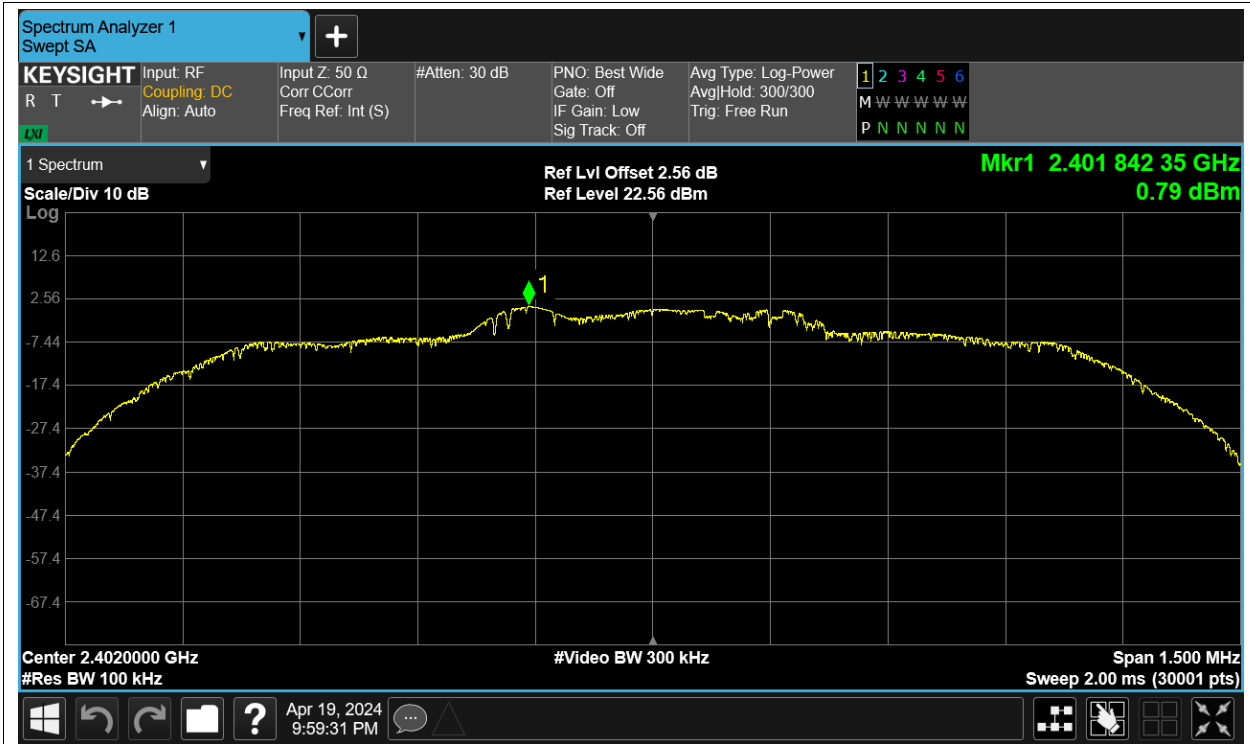 Spectrum Analyzer 1
Swept SA
+
KEYSIGHT
R T
LXI
Input: RF
Coupling: DC
Align: Auto
Input Z: 50 Ω
Corr CCorr
Freq Ref: Int (S)
#Atten: 30 dB
PNO: Best Wide
Gate: Off
IF Gain: Low
Sig Track: Off
Avg Type: Log-Power
Avg|Hold: 300/300
Trig: Free Run
1 2 3 4 5 6
M W W W W W
P N N N N N
1 Spectrum
Scale/Div 10 dB
Log
Ref Lvl Offset 2.56 dB
Ref Level 22.56 dBm
Mkr1 2.401 842 35 GHz
0.79 dBm
1
12.6
2.56
-7.44
-17.4
-27.4
-37.4
-47.4
-57.4
-67.4
Center 2.4020000 GHz
#Res BW 100 kHz
#Video BW 300 kHz
Span 1.500 MHz
Sweep 2.00 ms (30001 pts)
?
Apr 19, 2024
9:59:31 PM